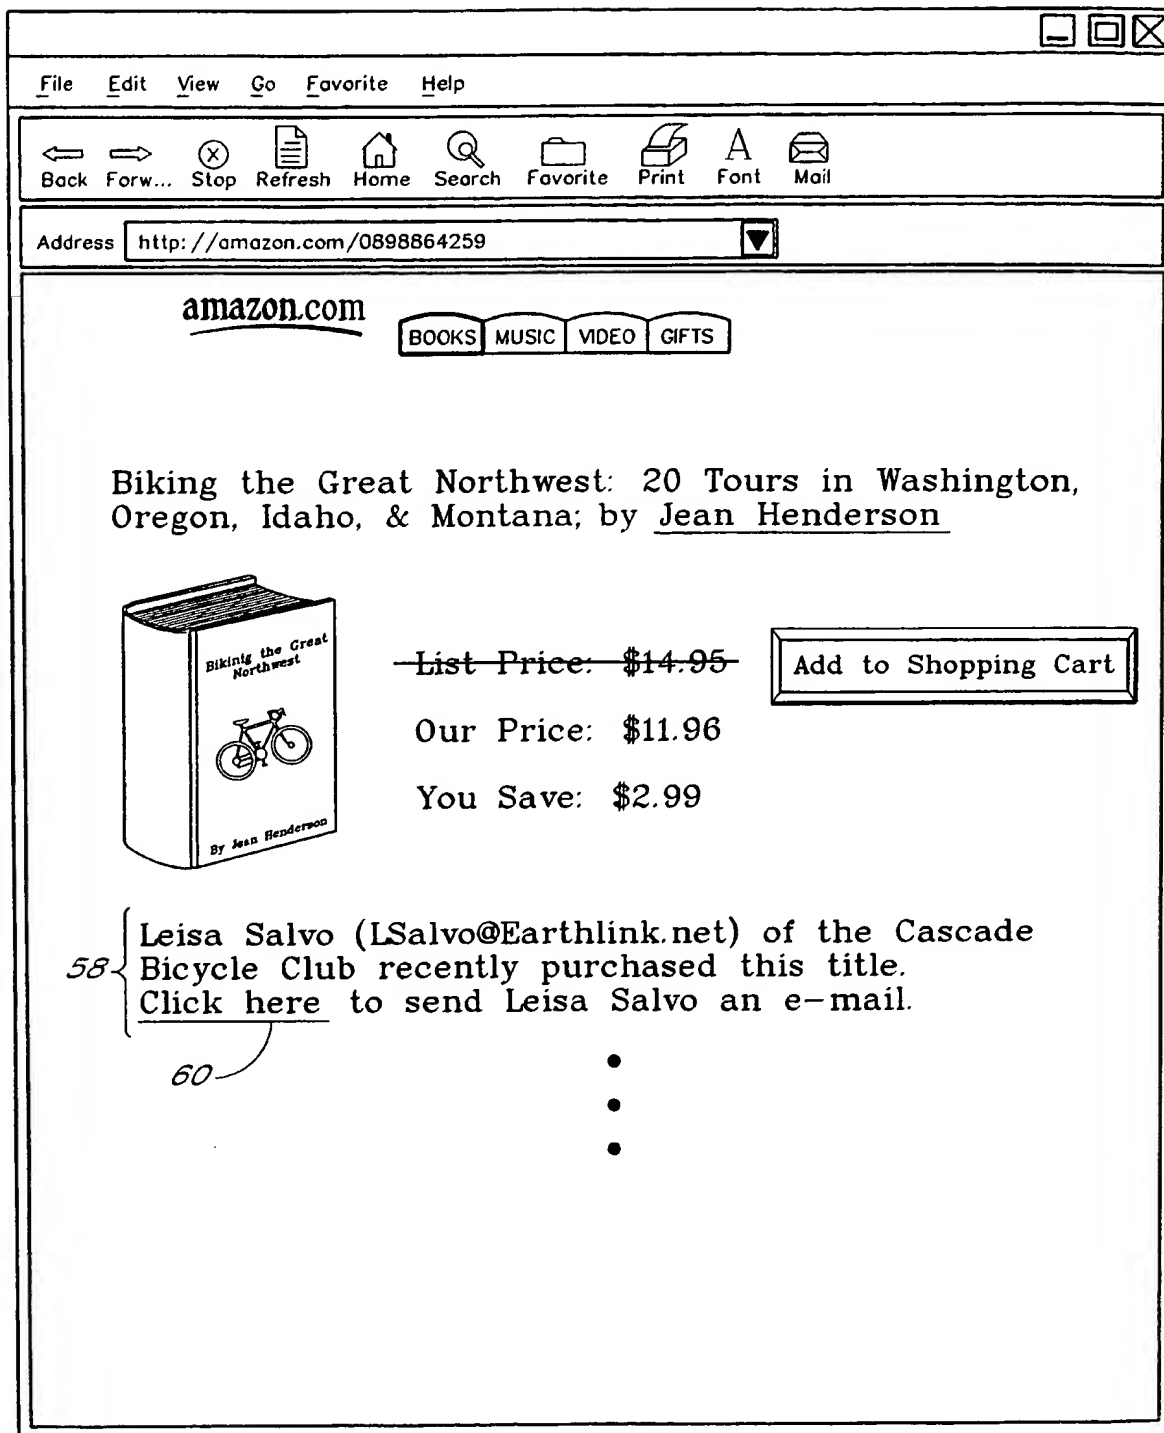 File Edit View Go Favorite Help
Back Forw... Stop Refresh Home Search Favorite Print Font Mail
Address http://amazon.com/0898864259
amazon.com
BOOKS MUSIC VIDEO GIFTS
Biking the Great Northwest: 20 Tours in Washington,
Oregon, Idaho, & Montana; by Jean Henderson
Bikinig the Great
Northwest
By Jean Henderson
List Price: $14.95
Our Price: $11.96
You Save: $2.99
Add to Shopping Cart
58
Leisa Salvo (LSalvo@Earthlink.net) of the Cascade
Bicycle Club recently purchased this title.
Click here to send Leisa Salvo an e-mail.
60